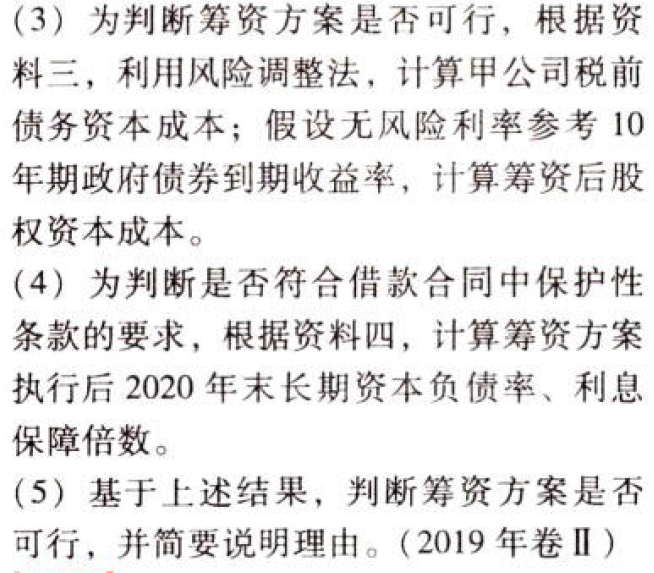 (3) 为判断筹资方案是否可行，根据资
料三，利用风险调整法，计算甲公司税前
债务资本成本；假设无风险利率参考 10
年期政府债券到期收益率，计算筹资后股
权资本成本。
(4) 为判断是否符合借款合同中保护性
条款的要求，根据资料四，计算筹资方案
执行后 2020 年末长期资本负债率、利息
保障倍数。
(5) 基于上述结果，判断筹资方案是否
可行，并简要说明理由。(2019 年卷Ⅱ)